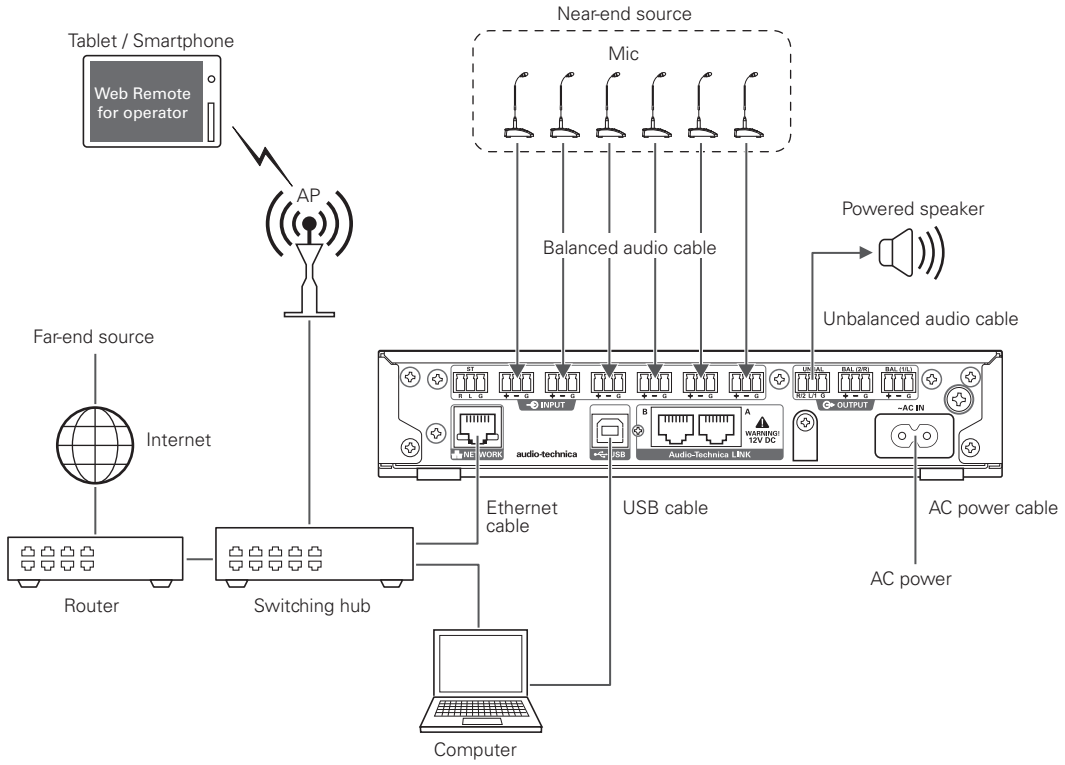 Near-end source
Tablet / Smartphone
Mic
Web Remote
for operator
AP
Powered speaker
Balanced audio cable
Unbalanced audio cable
Far-end source
ST
UNBAL
BAL (2/R)
BAL (1/L)
R L G
+ - G
+ - G
+ - G
+ - G
+ - G
+ - G
R/2 L/1 G
+ - G
+ - G
INPUT
OUTPUT
~AC IN
B
A
WARNING!
12V DC
Internet
NETWORK
audio-technica
USB
Audio-Technica LINK
Ethernet
cable
USB cable
AC power cable
AC power
Router
Switching hub
Computer